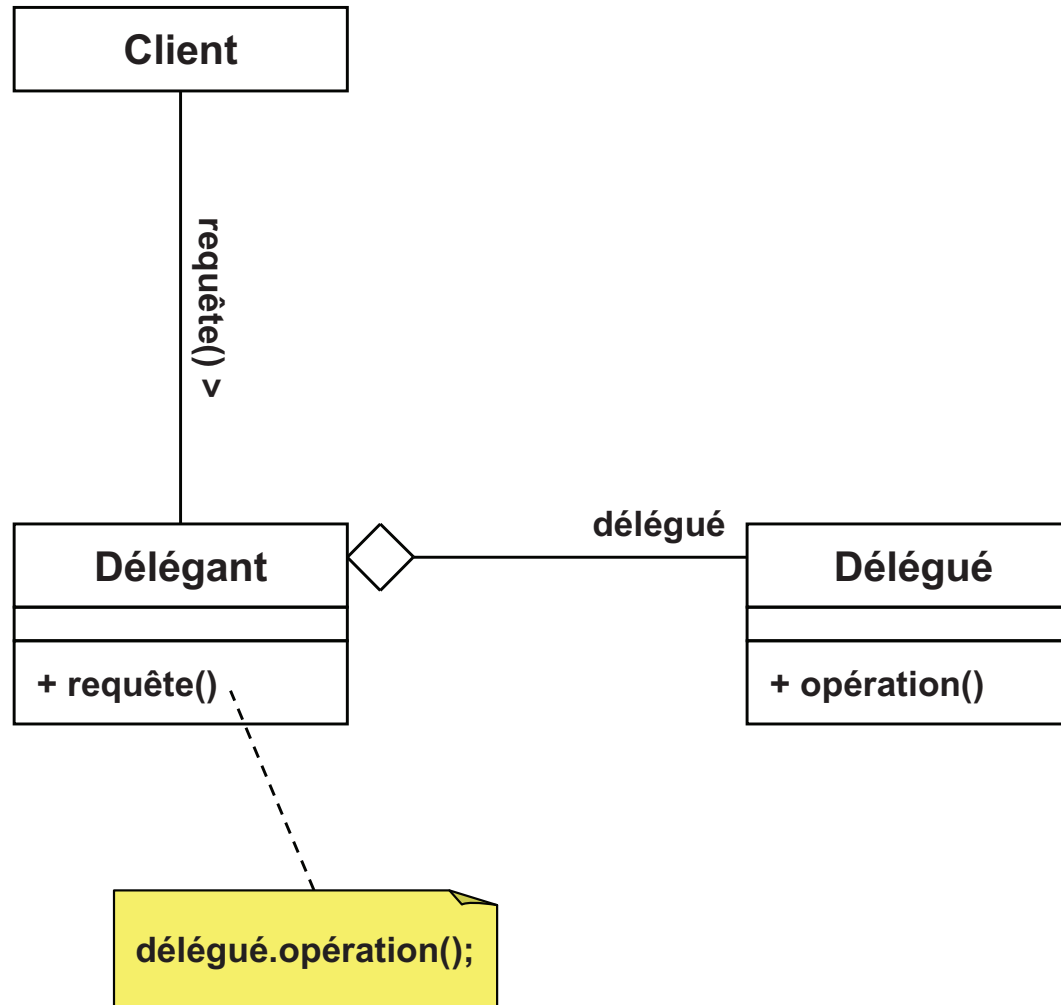 Client
requête() >
délégué
Délégant
Délégué
+ requête()
+ opération()
délégué.opération();